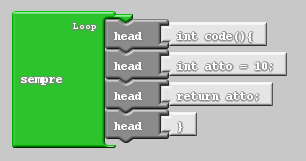 Loop
sempre
head int code(){
head int atto = 10;
head return atto;
head }